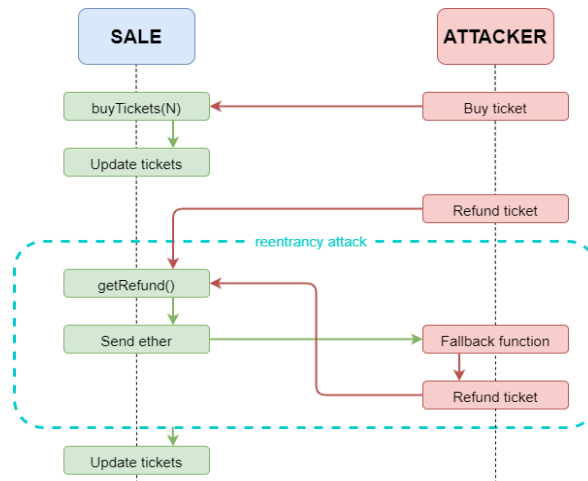 SALE
ATTACKER
buyTickets(N)
Buy ticket
Update tickets
Refund ticket
reentrancy attack
getRefund()
Send ether
Fallback function
Refund ticket
Update tickets